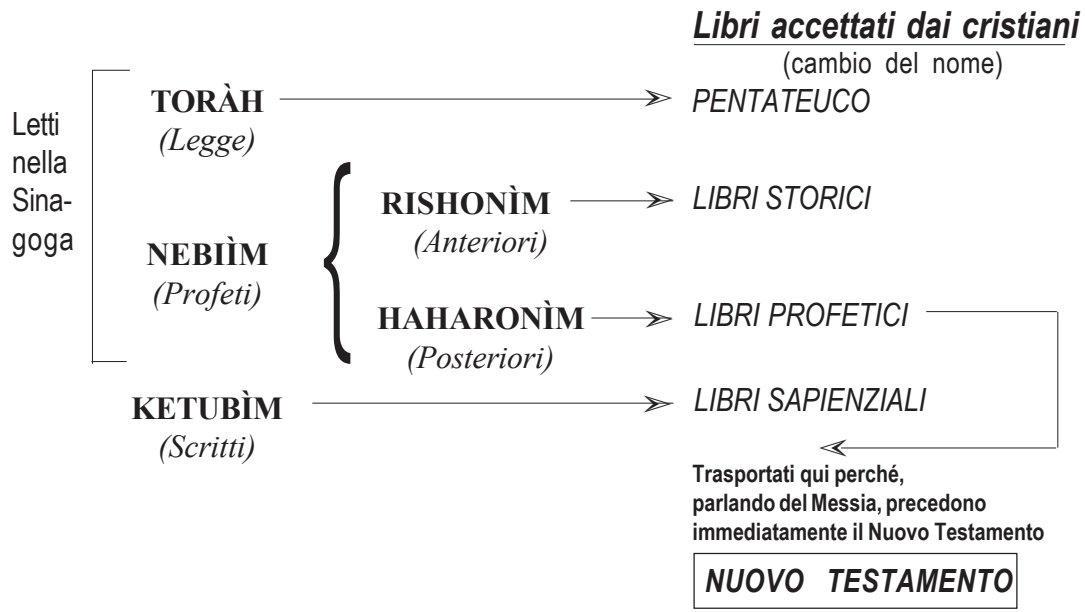 Libri accettati dai cristiani
(cambio del nome)
Letti
nella
Sina-
goga
TORÀH
(Legge)
PENTATEUCO
NEBIÌM
(Profeti)
RISHONÌM
(Anteriori)
LIBRI STORICI
HAHARONÌM
(Posteriori)
LIBRI PROFETICI
KETUBÌM
(Scritti)
LIBRI SAPIENZIALI
Trasportati qui perché,
parlando del Messia, precedono
immediatamente il Nuovo Testamento
NUOVO TESTAMENTO